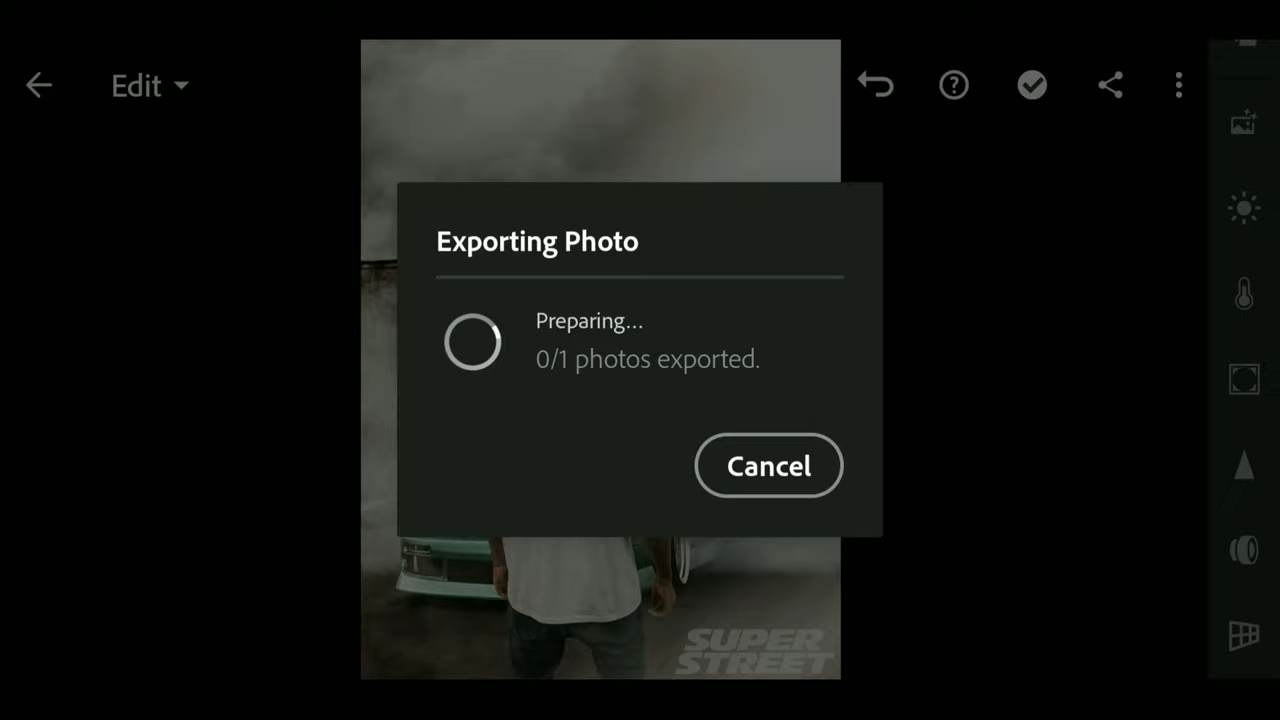 Edit
Exporting Photo
Preparing...
0/1 photos exported.
Cancel
SUPER
STREET